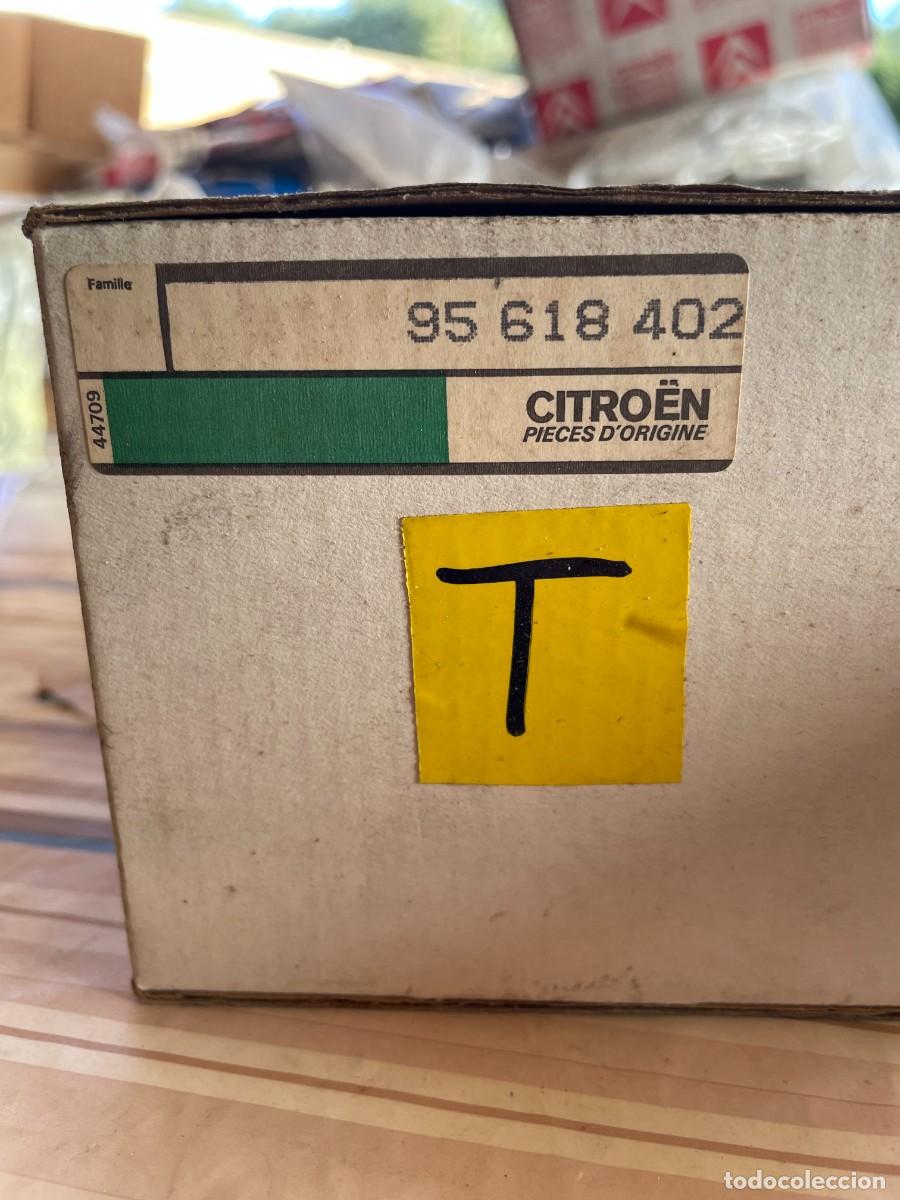 Famille
95 618 402
44709
CITROËN
PIECES D'ORIGINE
T
todocoleccion